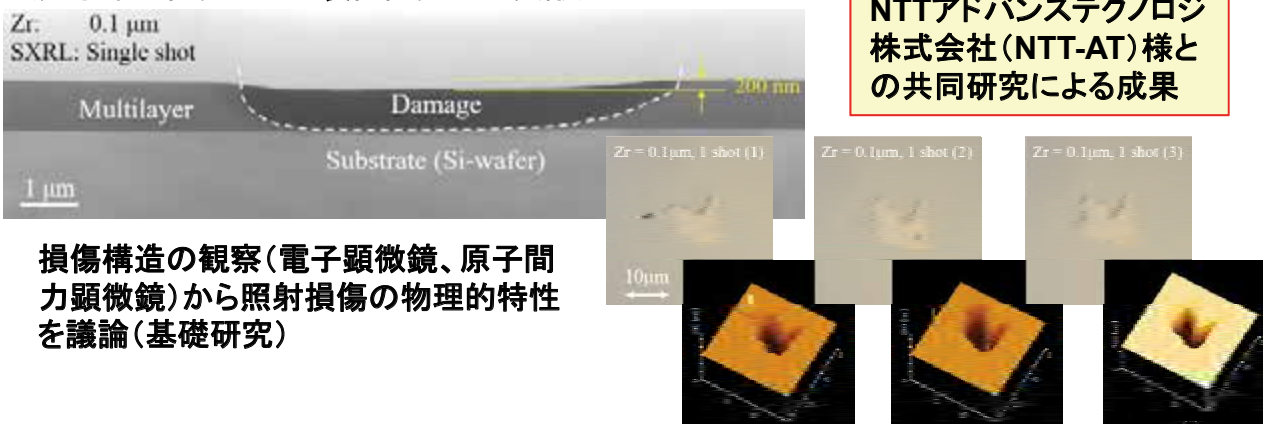 Zr: 0.1 μm
SXRL: Single shot
Multilayer
Damage
200 nm
Substrate (Si-wafer)
1 μm
NTTアドバンステクノロジ
株式会社（NTT-AT）様と
の共同研究による成果
Zr = 0.1μm, 1 shot (1)
Zr = 0.1μm, 1 shot (2)
Zr = 0.1μm, 1 shot (3)
10μm
損傷構造の観察（電子顕微鏡、原子間
力顕微鏡）から照射損傷の物理的特性
を議論（基礎研究）